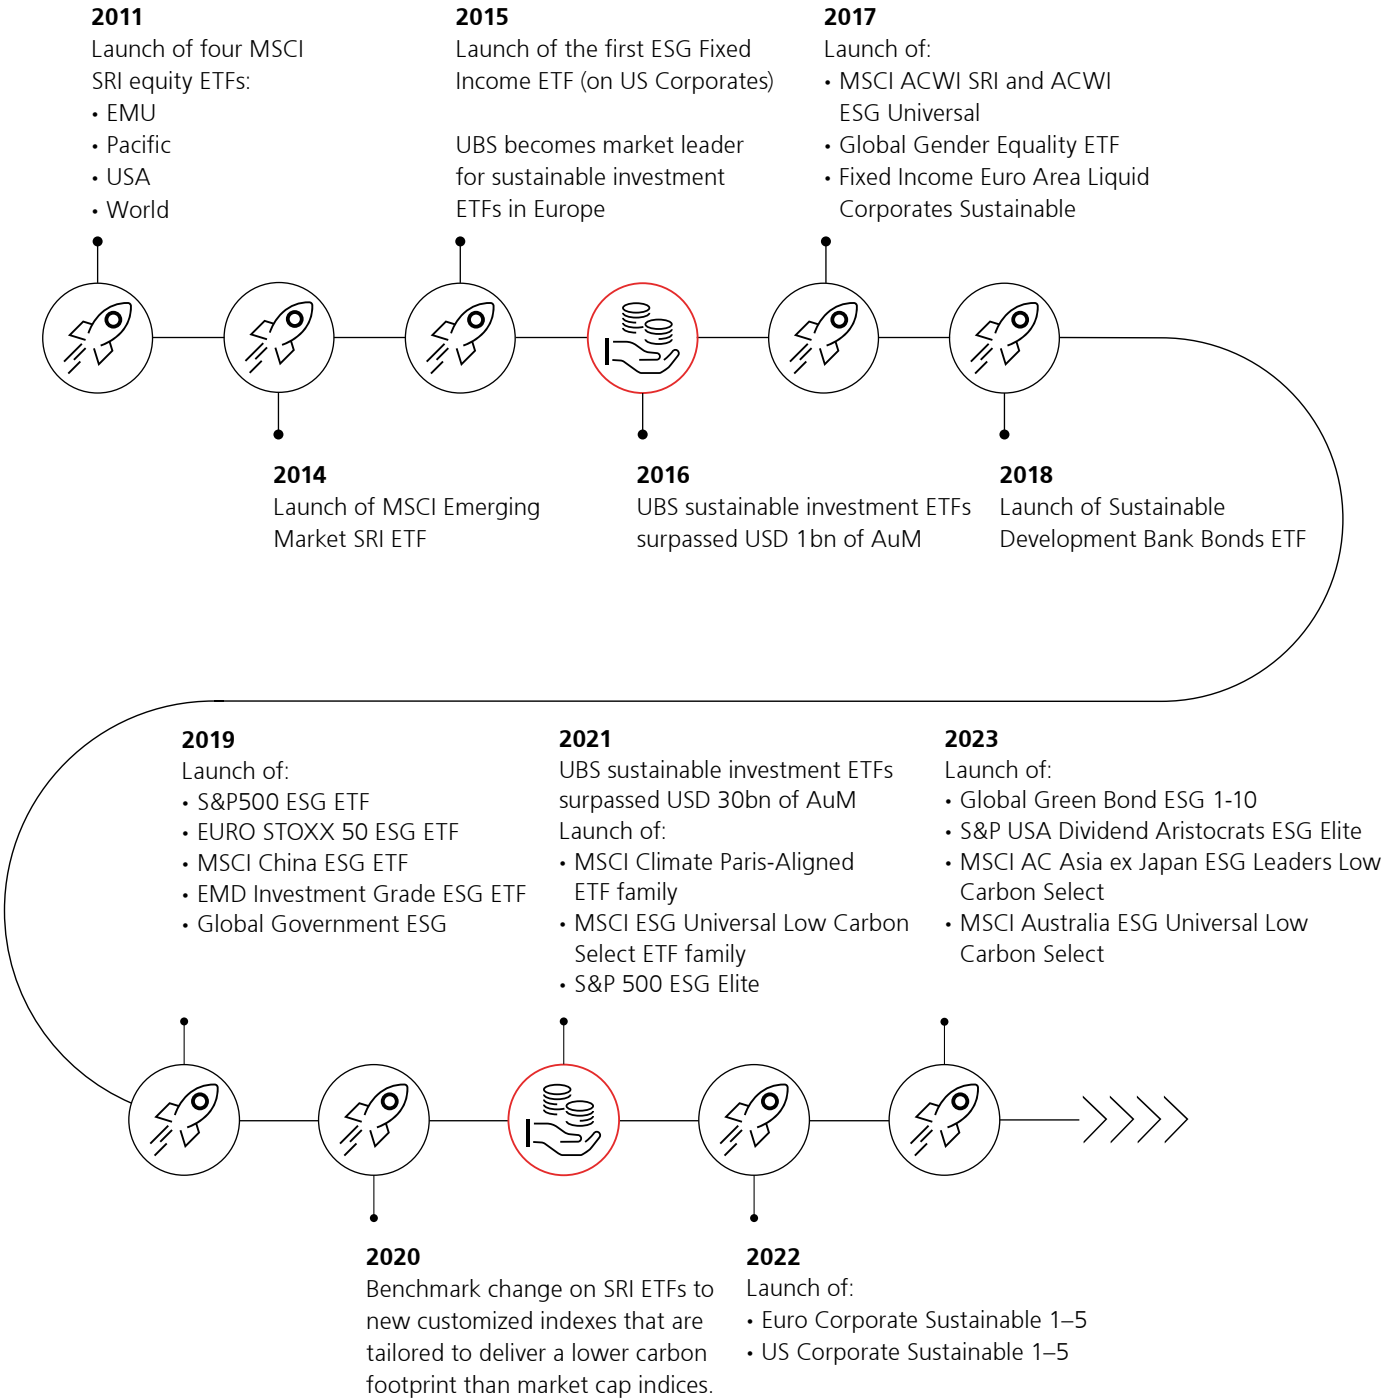 2011
Launch of four MSCI
SRI equity ETFs:
• EMU
• Pacific
• USA
• World
2015
Launch of the first ESG Fixed
Income ETF (on US Corporates)
UBS becomes market leader
for sustainable investment
ETFs in Europe
2017
Launch of:
• MSCI ACWI SRI and ACWI
ESG Universal
• Global Gender Equality ETF
• Fixed Income Euro Area Liquid
Corporates Sustainable
2014
Launch of MSCI Emerging
Market SRI ETF
2016
UBS sustainable investment ETFs
surpassed USD 1bn of AuM
2018
Launch of Sustainable
Development Bank Bonds ETF
2019
Launch of:
• S&P500 ESG ETF
• EURO STOXX 50 ESG ETF
• MSCI China ESG ETF
• EMD Investment Grade ESG ETF
• Global Government ESG
2021
UBS sustainable investment ETFs
surpassed USD 30bn of AuM
Launch of:
• MSCI Climate Paris-Aligned
ETF family
• MSCI ESG Universal Low Carbon
Select ETF family
• S&P 500 ESG Elite
2023
Launch of:
• Global Green Bond ESG 1-10
• S&P USA Dividend Aristocrats ESG Elite
• MSCI AC Asia ex Japan ESG Leaders Low
Carbon Select
• MSCI Australia ESG Universal Low
Carbon Select
2020
Benchmark change on SRI ETFs to
new customized indexes that are
tailored to deliver a lower carbon
footprint than market cap indices.
2022
Launch of:
• Euro Corporate Sustainable 1–5
• US Corporate Sustainable 1–5